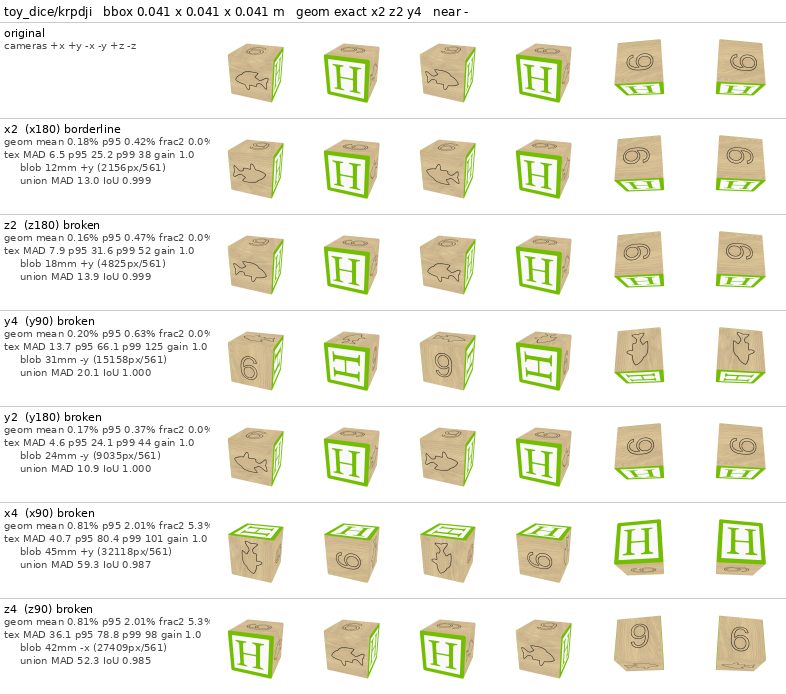 toy_dice/krpdji bbox 0.041 x 0.041 x 0.041 m geom exact x2 z2 y4 near -
original
cameras +x +y -x -y +z -z
x2 (x180) borderline
geom mean 0.18% p95 0.42% frac2 0.0%
tex MAD 6.5 p95 25.2 p99 38 gain 1.0
blob 12mm +y (2156px/561)
union MAD 13.0 IoU 0.999
z2 (z180) broken
geom mean 0.16% p95 0.47% frac2 0.0%
tex MAD 7.9 p95 31.6 p99 52 gain 1.0
blob 18mm +y (4825px/561)
union MAD 13.9 IoU 0.999
y4 (y90) broken
geom mean 0.20% p95 0.63% frac2 0.0%
tex MAD 13.7 p95 66.1 p99 125 gain 1.0
blob 31mm -y (15158px/561)
union MAD 20.1 IoU 1.000
y2 (y180) broken
geom mean 0.17% p95 0.37% frac2 0.0%
tex MAD 4.6 p95 24.1 p99 44 gain 1.0
blob 24mm -y (9035px/561)
union MAD 10.9 IoU 1.000
x4 (x90) broken
geom mean 0.81% p95 2.01% frac2 5.3%
tex MAD 40.7 p95 80.4 p99 101 gain 1.0
blob 45mm +y (32118px/561)
union MAD 59.3 IoU 0.987
z4 (z90) broken
geom mean 0.81% p95 2.01% frac2 5.3%
tex MAD 36.1 p95 78.8 p99 98 gain 1.0
blob 42mm -x (27409px/561)
union MAD 52.3 IoU 0.985